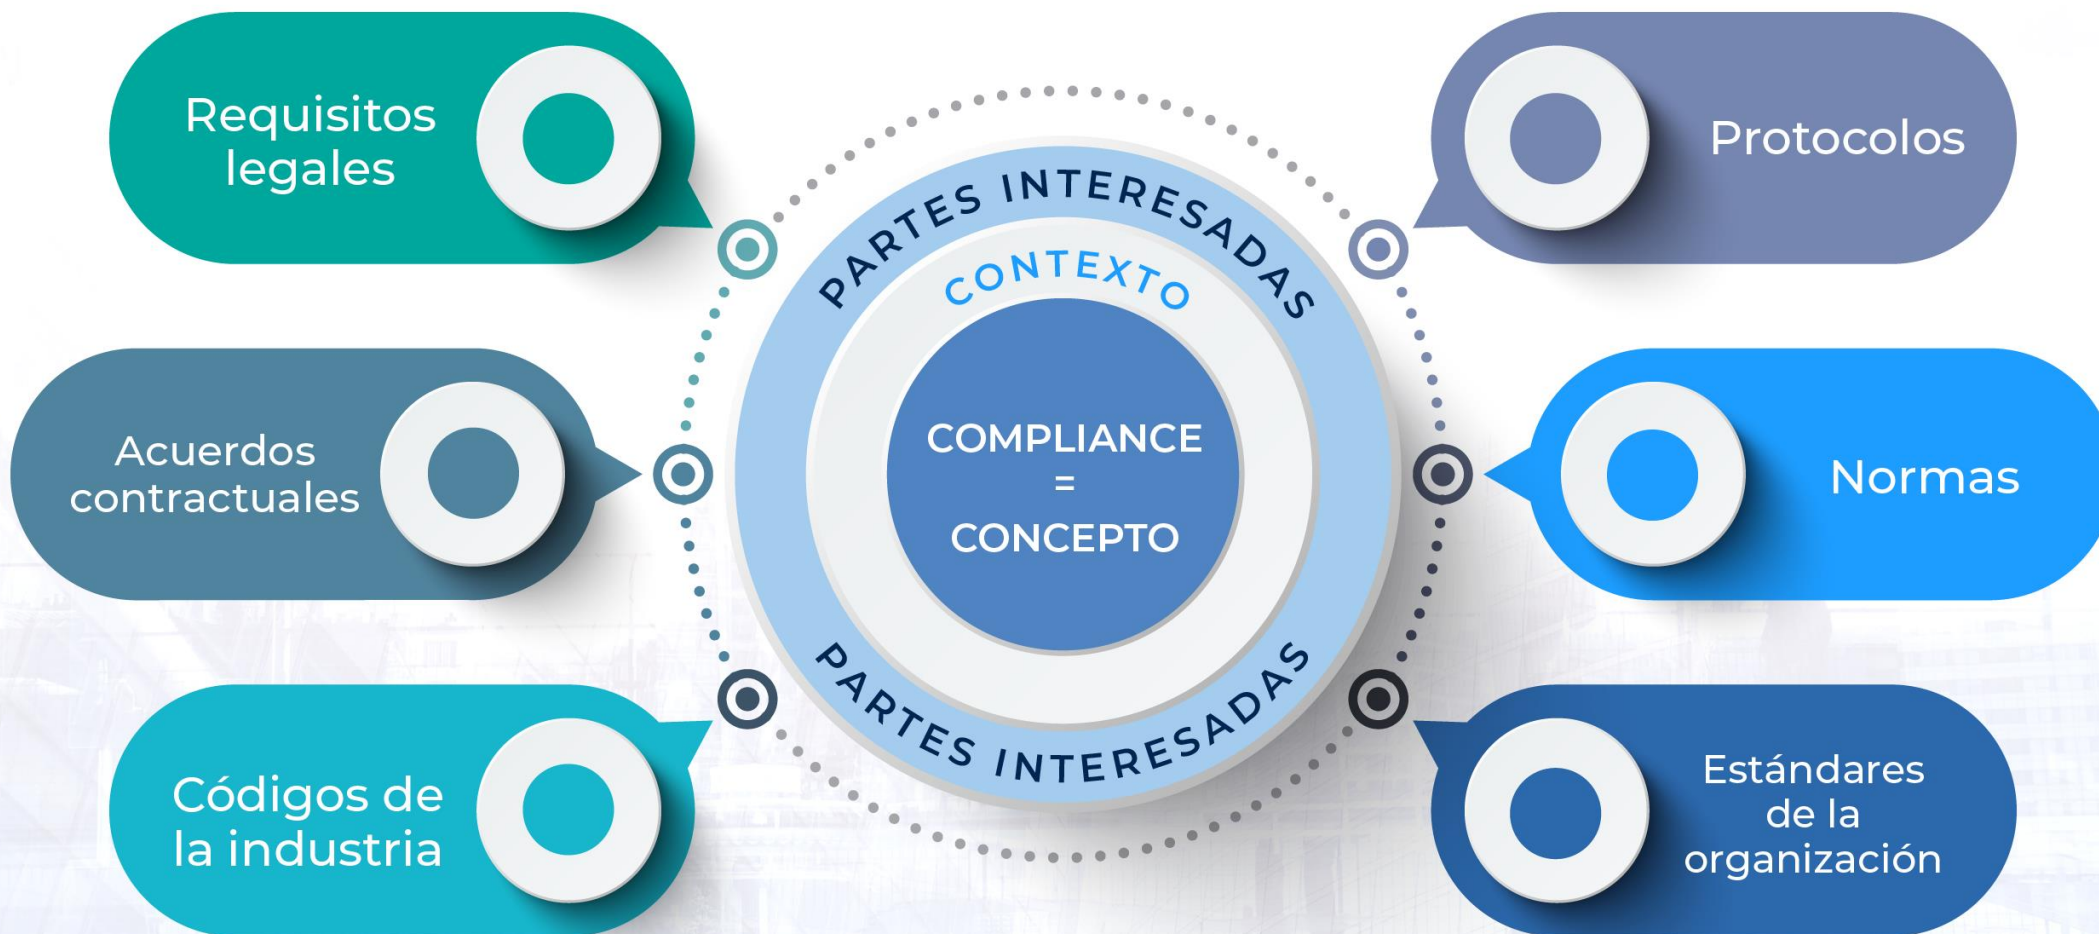 Requisitos
legales
Acuerdos
contractuales
Códigos de
la industria
PARTES INTERESADAS
CONTEXTO
COMPLIANCE
=
CONCEPTO
PARTES INTERESADAS
Protocolos
Normas
Estándares
de la
organización